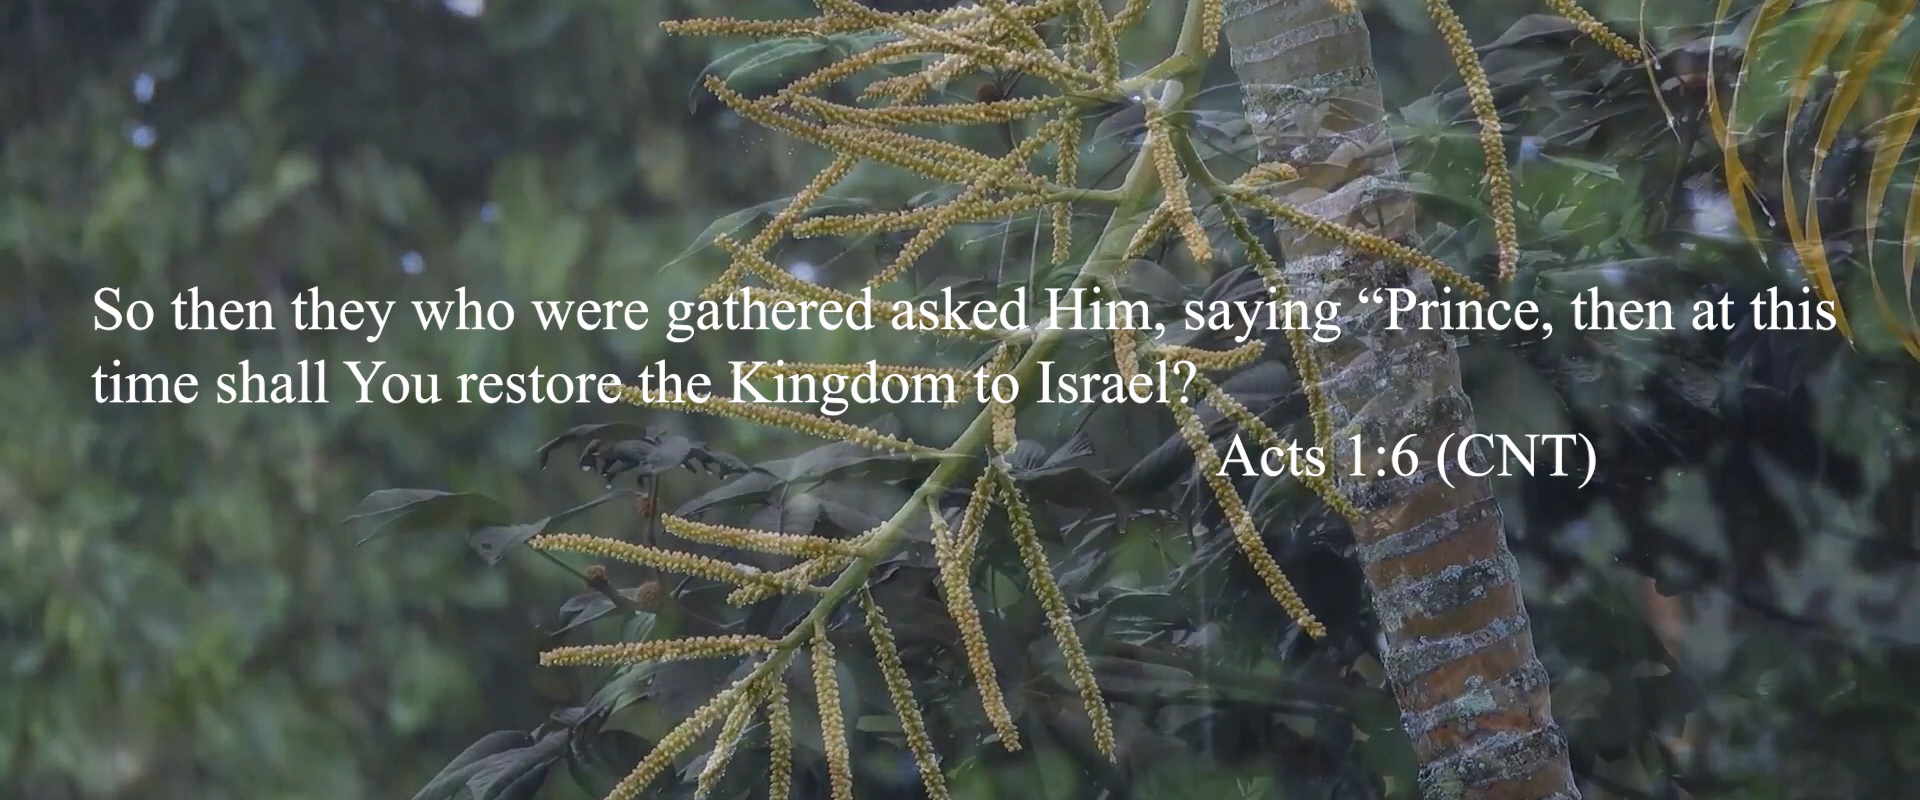 So then they who were gathered asked Him, saying “Prince, then at this
time shall You restore the Kingdom to Israel?
Acts 1:6 (CNT)